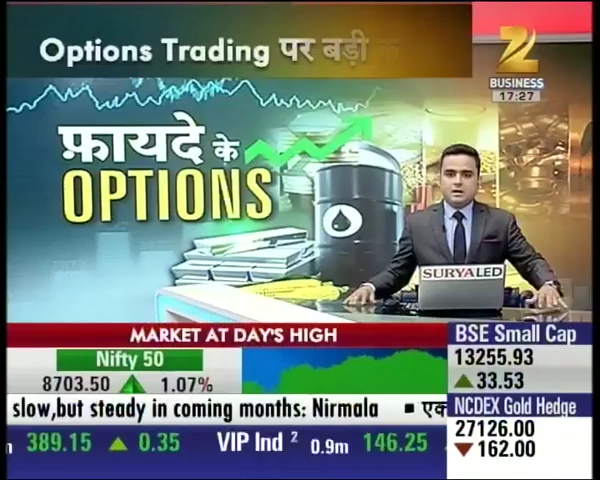 Options Trading पर बड़ी
Z
BUSINESS
17:27
फ़ायदे के
OPTIONS
SURYALED
MARKET AT DAY'S HIGH
Nifty 50
8703.50 ▲ 1.07%
BSE Small Cap
13255.93
▲ 33.53
slow,but steady in coming months: Nirmala ■
NCDEX Gold Hedge
27126.00
▼ 162.00
389.15 ▲ 0.35 VIP Ind 2 0.9m 146.25